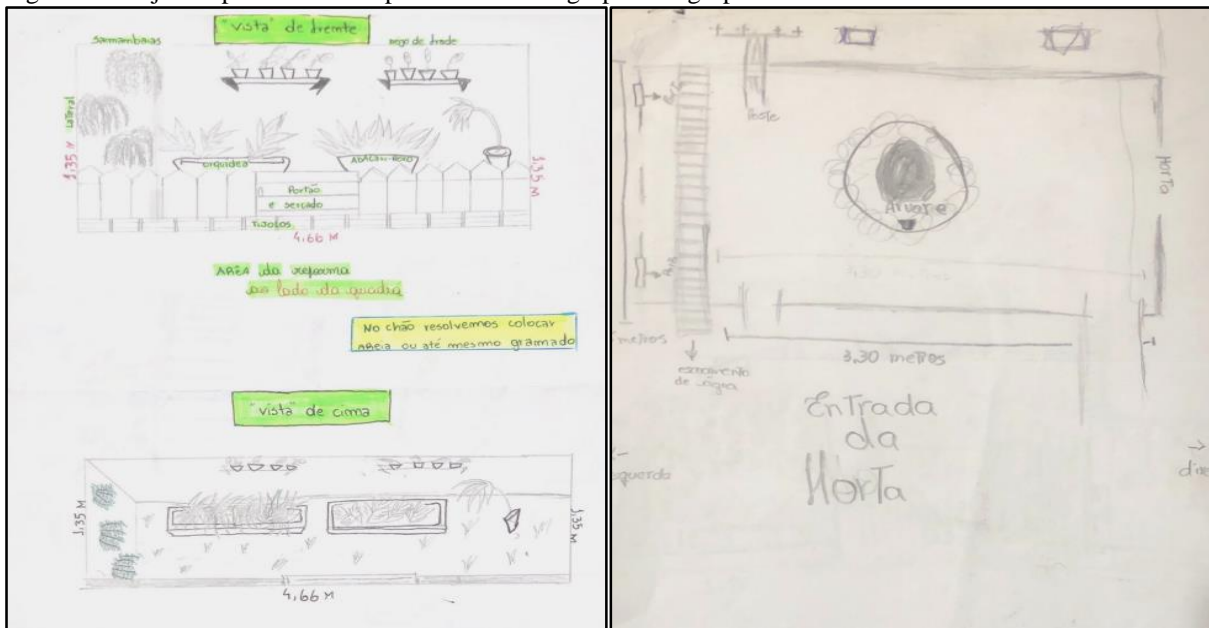 "vista" de frente
samambaias
vaso de dinde
LATERAL
1,35 M
1,35 M
orquídea
ABACAXI-ROXO
Portão
e sercado
TiJOLOS
4,66 M
AREA da reforma
ao lado da quadra
No chão resolvemos colocar
AReia ou até mesmo gramado
"vista" de cima
1,35 M
1,35 M
4,66 M
Poste
Horta
Arvore
metros
3,30 metros
escoamento
de água
EnTrada
da
HorTa
querda